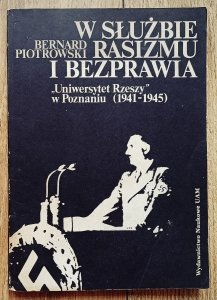 W SŁUŻBIE
BERNARD
PIOTROWSKI
RASIZMU
I BEZPRAWIA
„Uniwersytet Rzeszy"
w Poznaniu (1941-1945)
Wydawnictwo Naukowe UAM